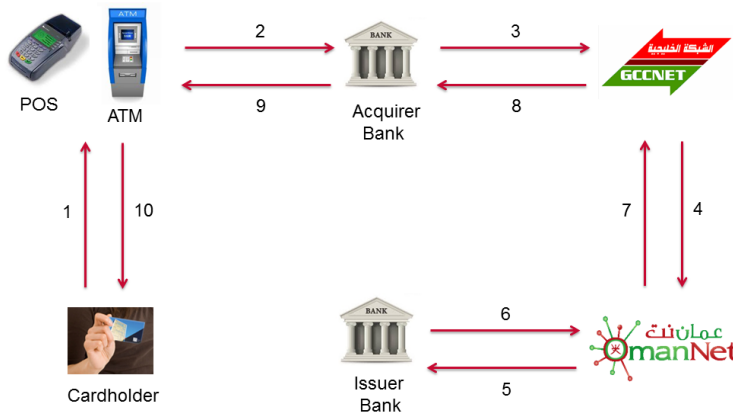 ATM
2
BANK
3
الشبكة الخليجية
GCCNET
POS
ATM
9
Acquirer
Bank
8
1
10
7
4
BANK
6
عمان نت
OmanNet
Cardholder
Issuer
Bank
5